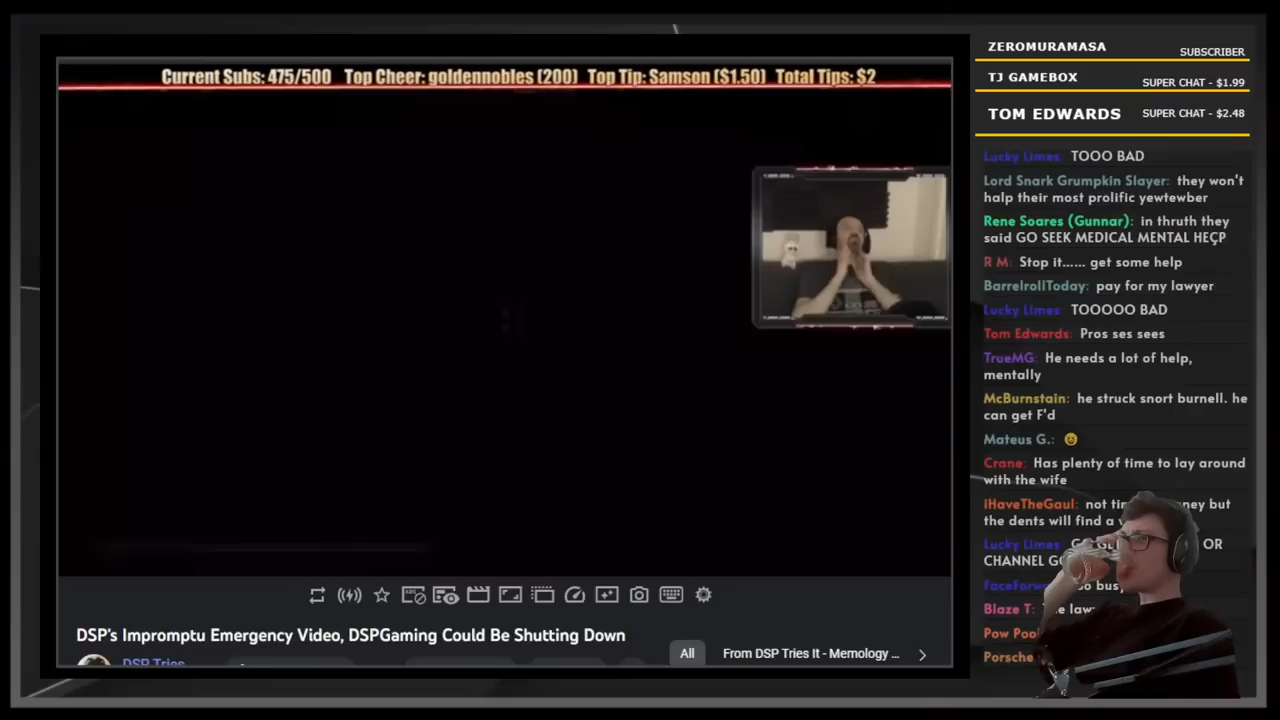 Current Subs: 475/500 Top Cheer: goldennobles (200) Top Tip: Samson ($1.50) Total Tips: $2
DSP's Impromptu Emergency Video, DSPGaming Could Be Shutting Down
DSP Tries
All From DSP Tries It - Memology ...
ZEROMURAMASA SUBSCRIBER
TJ GAMEBOX SUPER CHAT - $1.99
TOM EDWARDS SUPER CHAT - $2.48
Lucky Limes: TOOO BAD
Lord Snark Grumpkin Slayer: they won't
halp their most prolific yewtewber
Rene Soares (Gunnar): in thruth they
said GO SEEK MEDICAL MENTAL HEÇP
R M: Stop it...... get some help
BarrelrollToday: pay for my lawyer
Lucky Limes: TOOOOO BAD
Tom Edwards: Pros ses sees
TrueMG: He needs a lot of help,
mentally
McBurnstain: he struck snort burnell. he
can get F'd
Mateus G.:
Crane: Has plenty of time to lay around
with the wife
iHaveTheGaul: not but
the dents will find a
Lucky Limes: OR
CHANNEL
busy
Blaze T:
Pow
Porsche